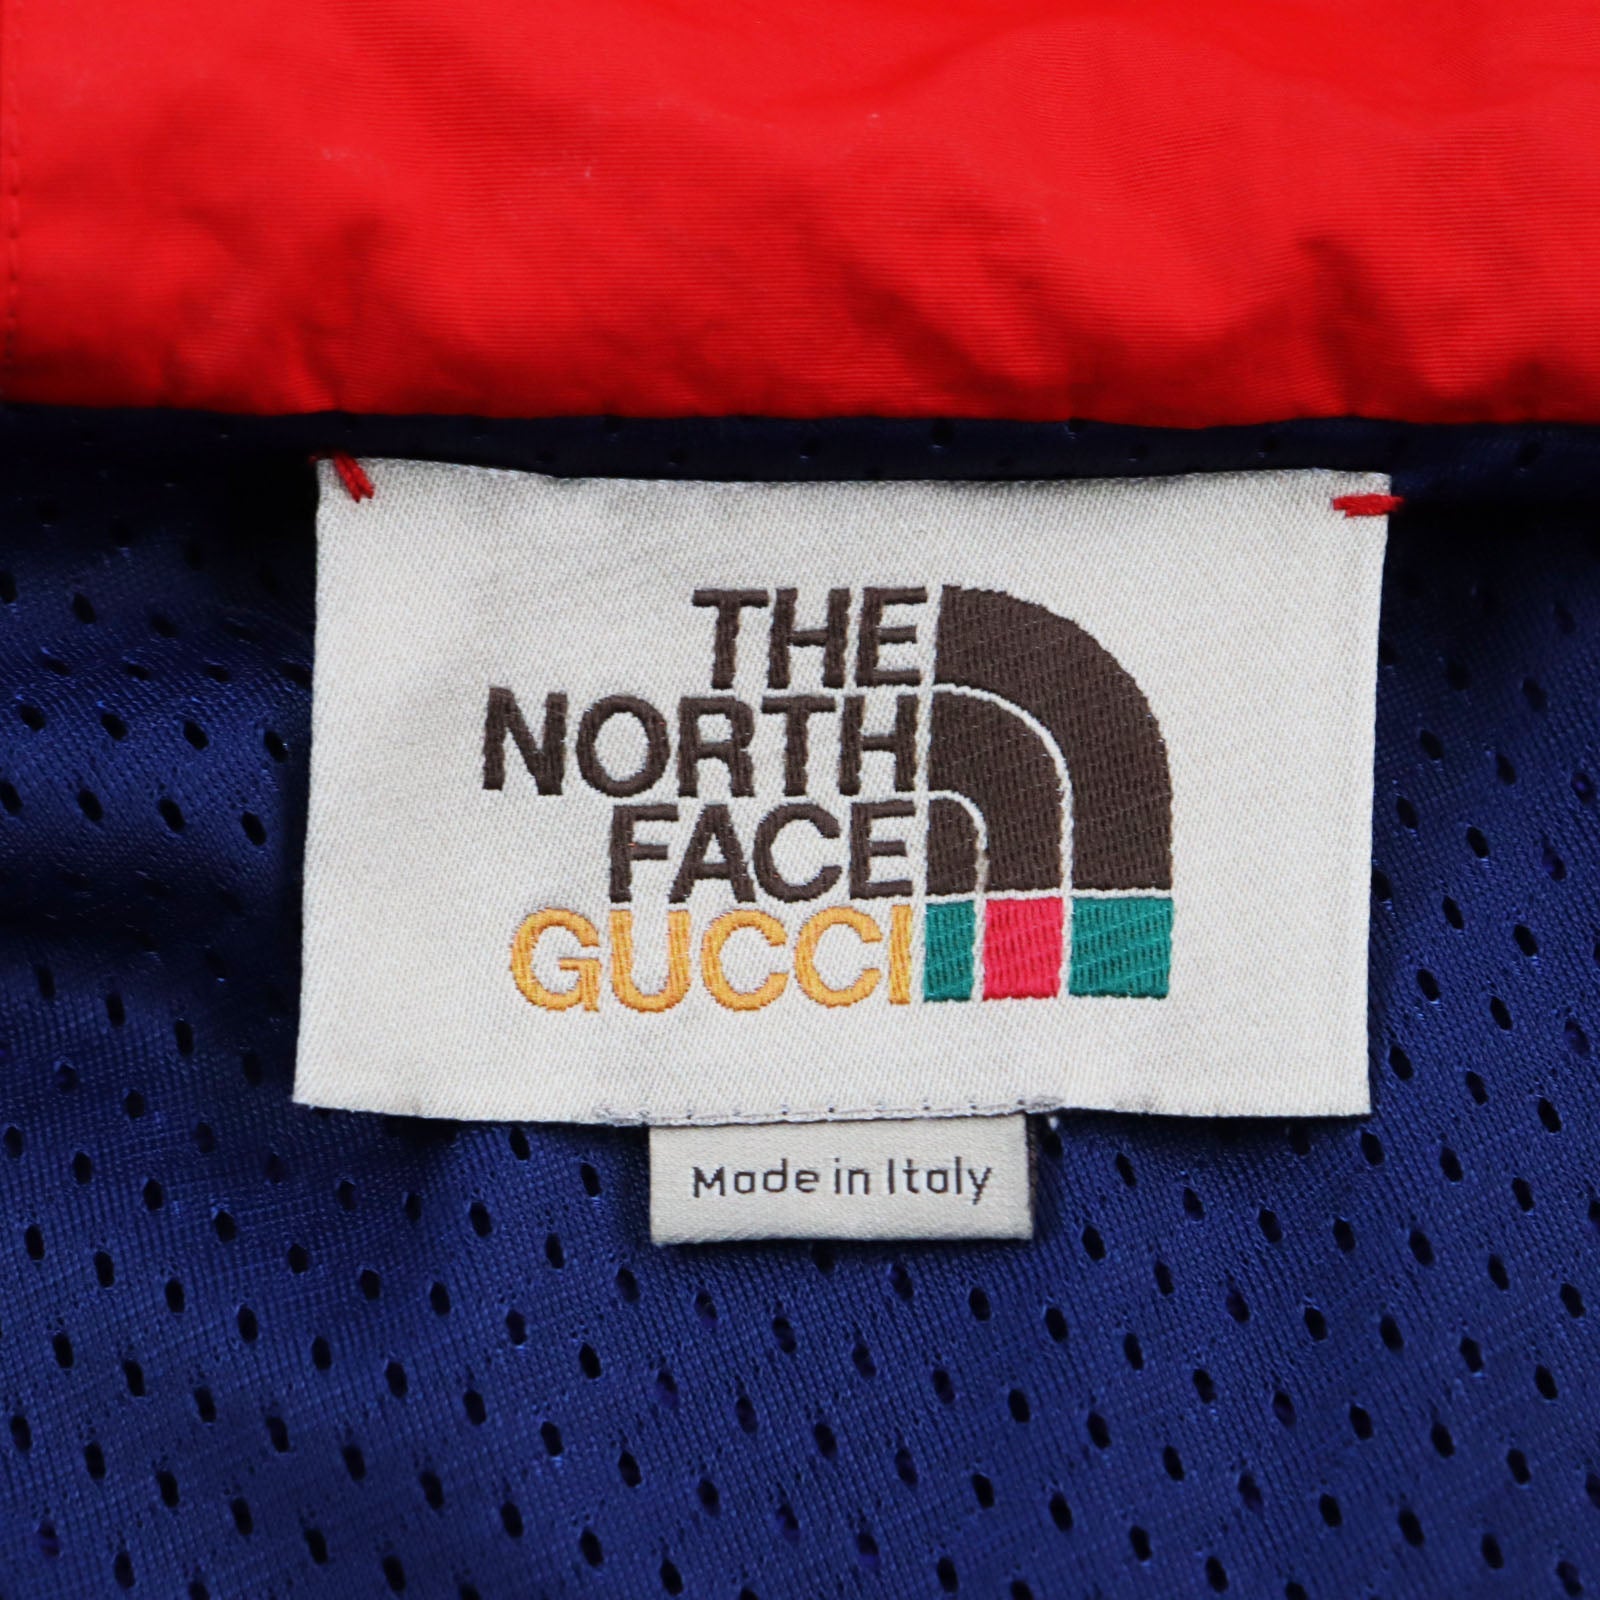 THE
NORTH
FACE
GUCCI
Made in Italy